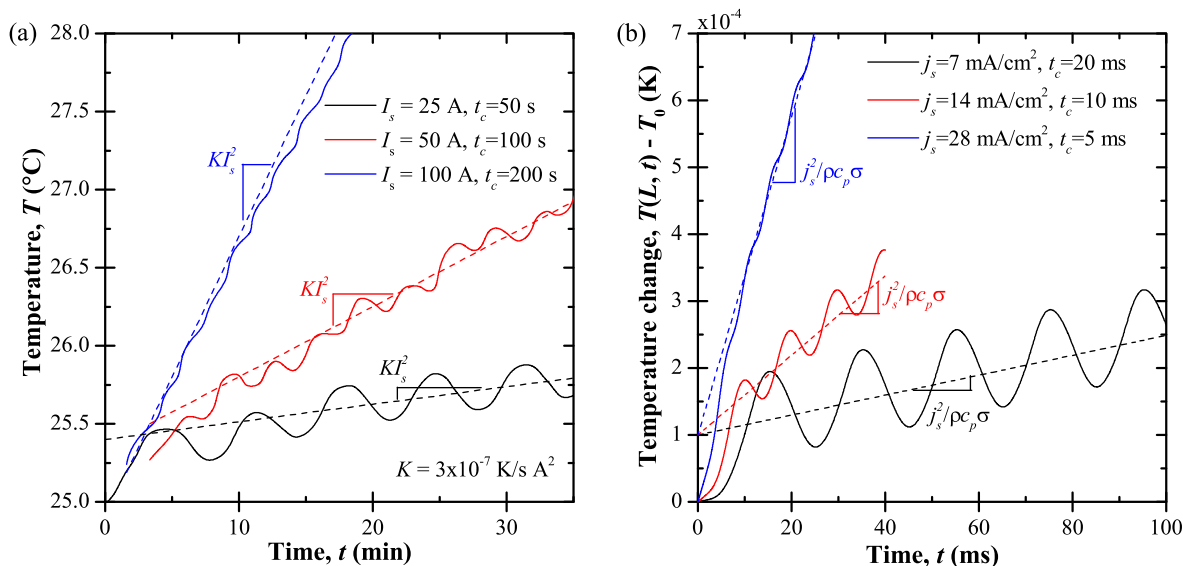 (a)
28.0
27.5
27.0
26.5
26.0
25.5
25.0
Temperature, T (°C)
0
10
20
30
Time, t (min)
I_s = 25 A, t_c=50 s
I_s = 50 A, t_c=100 s
I_s = 100 A, t_c=200 s
KI_s^2
KI_s^2
KI_s^2
K = 3x10^-7 K/s A^2
(b)
x10^-4
7
6
5
4
3
2
1
0
Temperature change, T(L, t) - T_0 (K)
0
20
40
60
80
100
Time, t (ms)
j_s=7 mA/cm^2, t_c=20 ms
j_s=14 mA/cm^2, t_c=10 ms
j_s=28 mA/cm^2, t_c=5 ms
j_s^2/ρc_pσ
j_s^2/ρc_pσ
j_s^2/ρc_pσ